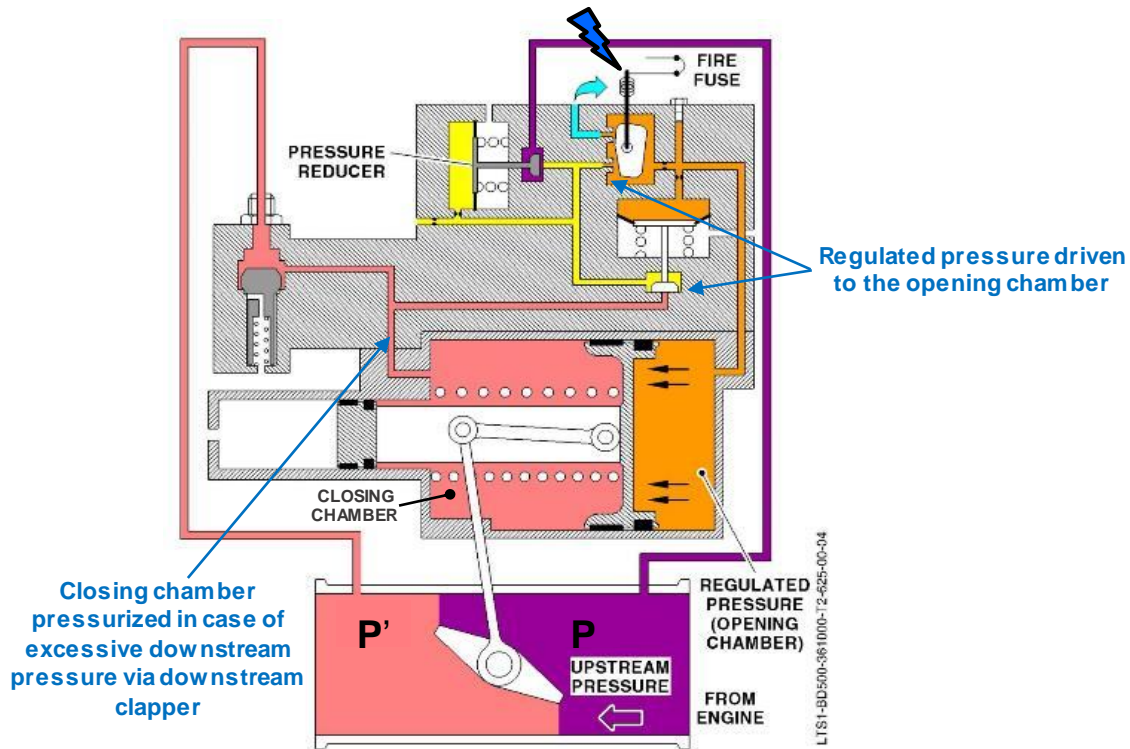 FIRE
FUSE
PRESSURE
REDUCER
Regulated pressure driven
to the opening chamber
CLOSING
CHAMBER
Closing chamber
pressurized in case of
excessive downstream
pressure via downstream
clapper
P'
P
UPSTREAM
PRESSURE
REGULATED
PRESSURE
(OPENING
CHAMBER)
FROM
ENGINE
LTS1-BD500-361000-T2-625-00-04